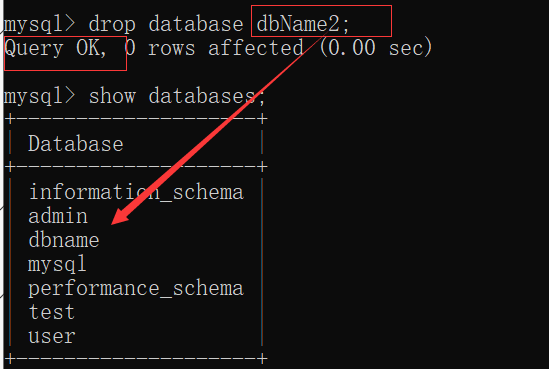 mysql> drop database dbName2;
Query OK, 0 rows affected (0.00 sec)
mysql> show databases;
+--------------------+
| Database           |
+--------------------+
| information_schema |
| admin              |
| dbname             |
| mysql              |
| performance_schema |
| test               |
| user               |
+--------------------+